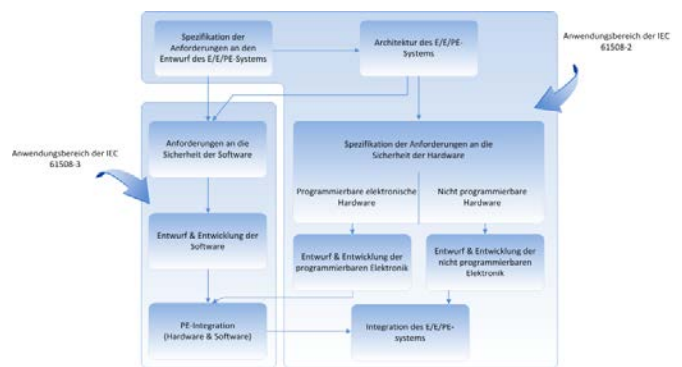 Spezifikation der
Anforderungen an den
Entwurf des E/E/PE-Systems
Architektur des E/E/PE-
Systems
Anwendungsbereich der IEC
61508-2
Anwendungsbereich der IEC
61508-3
Anforderungen an die
Sicherheit der Software
Spezifikation der Anforderungen an die
Sicherheit der Hardware
Programmierbare elektronische
Hardware
Nicht programmierbare
Hardware
Entwurf & Entwicklung der
Software
Entwurf & Entwicklung der
programmierbaren Elektronik
Entwurf & Entwicklung der
nicht programmierbaren
Elektronik
PE-Integration
(Hardware & Software)
Integration des E/E/PE-
systems